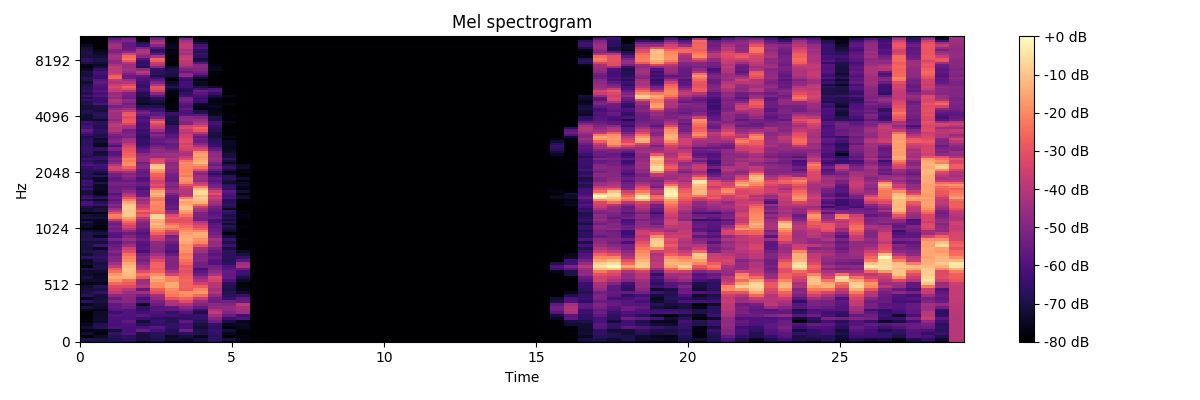 Mel spectrogram
+0 dB
8192
-10 dB
4096
-20 dB
-30 dB
Hz
2048
-40 dB
1024
-50 dB
-60 dB
512
-70 dB
0
-80 dB
0 5 10 15 20 25
Time